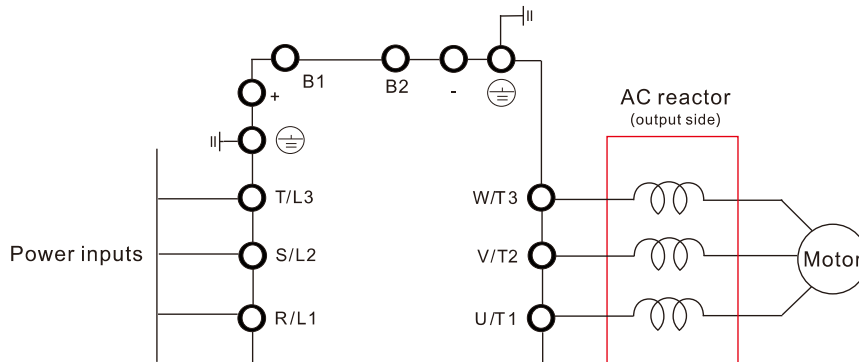 B1
B2
-
+
AC reactor
(output side)
T/L3
W/T3
Power inputs
S/L2
V/T2
Motor
R/L1
U/T1